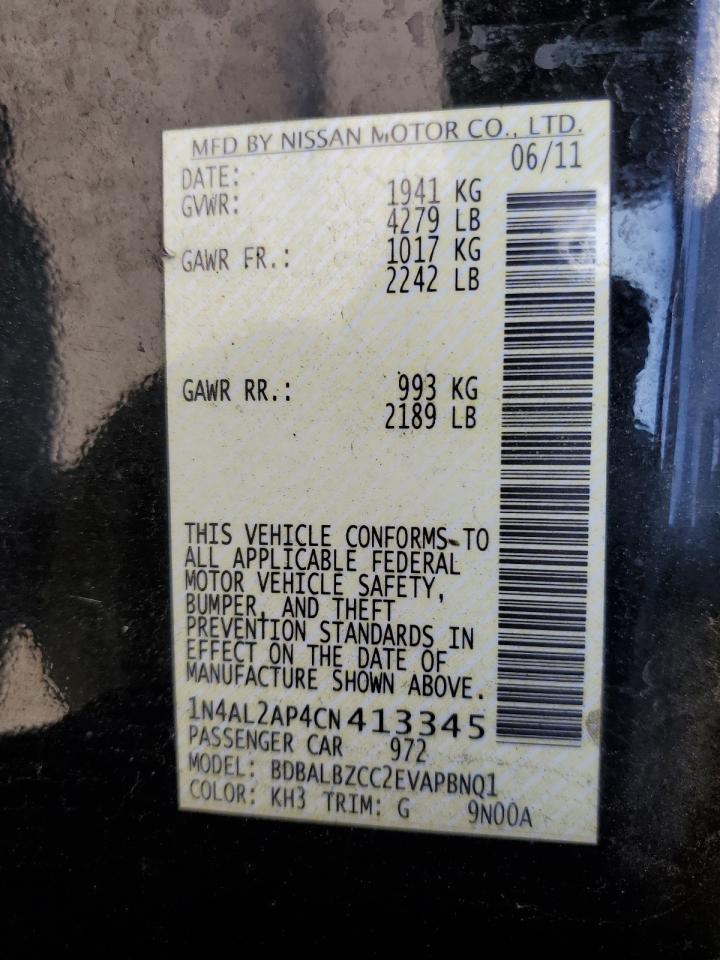 MFD BY NISSAN MOTOR CO., LTD.
DATE: 06/11
GVWR: 1941 KG
4279 LB
GAWR FR.: 1017 KG
2242 LB
GAWR RR.: 993 KG
2189 LB
THIS VEHICLE CONFORMS TO
ALL APPLICABLE FEDERAL
MOTOR VEHICLE SAFETY,
BUMPER, AND THEFT
PREVENTION STANDARDS IN
EFFECT ON THE DATE OF
MANUFACTURE SHOWN ABOVE.
1N4AL2AP4CN413345
PASSENGER CAR 972
MODEL: BDBALBZCC2EVAPBNQ1
COLOR: KH3 TRIM: G 9N00A